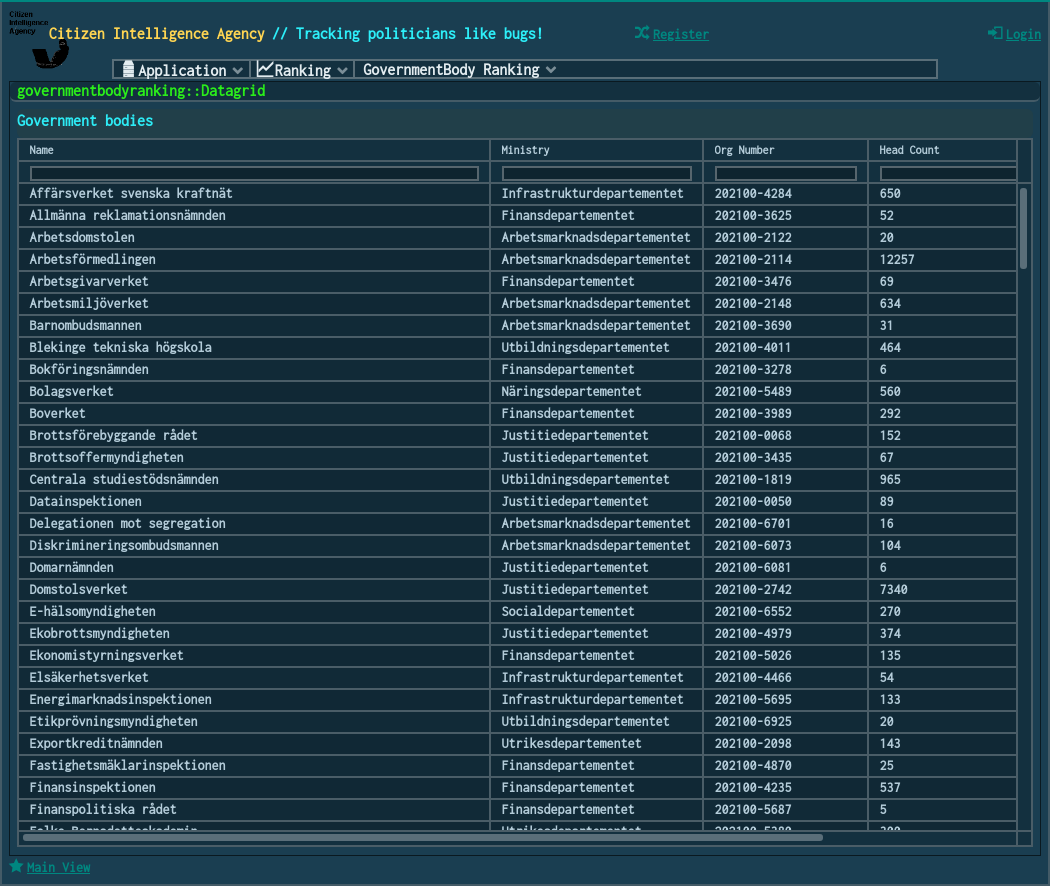 Citizen
Intelligence
Agency
Citizen Intelligence Agency // Tracking politicians like bugs!
Register
Login
Application Ranking GovernmentBody Ranking
governmentbodyranking::Datagrid
Government bodies
Name Ministry Org Number Head Count
Affärsverket svenska kraftnät Infrastrukturdepartementet 202100-4284 650
Allmänna reklamationsnämnden Finansdepartementet 202100-3625 52
Arbetsdomstolen Arbetsmarknadsdepartementet 202100-2122 20
Arbetsförmedlingen Arbetsmarknadsdepartementet 202100-2114 12257
Arbetsgivarverket Finansdepartementet 202100-3476 69
Arbetsmiljöverket Arbetsmarknadsdepartementet 202100-2148 634
Barnombudsmannen Arbetsmarknadsdepartementet 202100-3690 31
Blekinge tekniska högskola Utbildningsdepartementet 202100-4011 464
Bokföringsnämnden Finansdepartementet 202100-3278 6
Bolagsverket Näringsdepartementet 202100-5489 560
Boverket Finansdepartementet 202100-3989 292
Brottsförebyggande rådet Justitiedepartementet 202100-0068 152
Brottsoffermyndigheten Justitiedepartementet 202100-3435 67
Centrala studiestödsnämnden Utbildningsdepartementet 202100-1819 965
Datainspektionen Justitiedepartementet 202100-0050 89
Delegationen mot segregation Arbetsmarknadsdepartementet 202100-6701 16
Diskrimineringsombudsmannen Arbetsmarknadsdepartementet 202100-6073 104
Domarnämnden Justitiedepartementet 202100-6081 6
Domstolsverket Justitiedepartementet 202100-2742 7340
E-hälsomyndigheten Socialdepartementet 202100-6552 270
Ekobrottsmyndigheten Justitiedepartementet 202100-4979 374
Ekonomistyrningsverket Finansdepartementet 202100-5026 135
Elsäkerhetsverket Infrastrukturdepartementet 202100-4466 54
Energimarknadsinspektionen Infrastrukturdepartementet 202100-5695 133
Etikprövningsmyndigheten Utbildningsdepartementet 202100-6925 20
Exportkreditnämnden Utrikesdepartementet 202100-2098 143
Fastighetsmäklarinspektionen Finansdepartementet 202100-4870 25
Finansinspektionen Finansdepartementet 202100-4235 537
Finanspolitiska rådet Finansdepartementet 202100-5687 5
Folke Bernadotteakademin Utrikesdepartementet
Main View